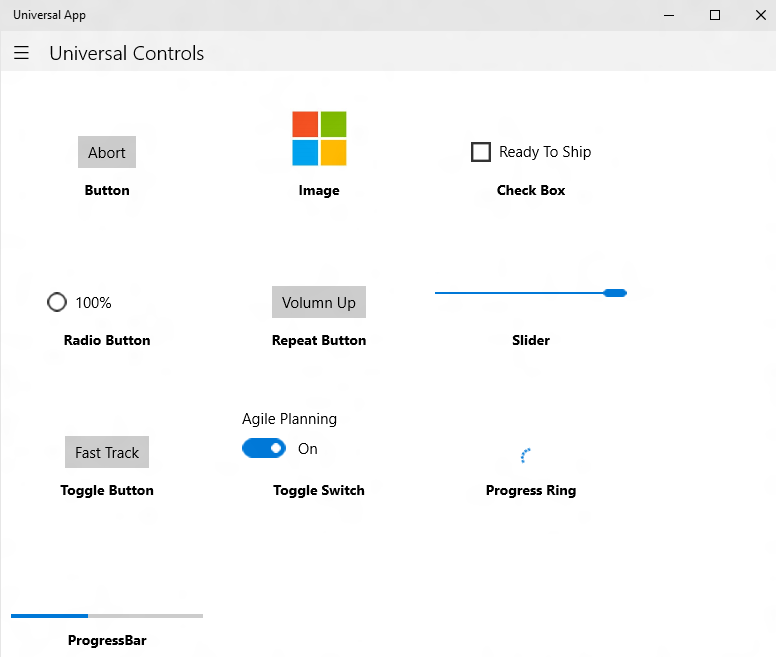 Universal App
Universal Controls
Abort
Ready To Ship
Button
Image
Check Box
100%
Volumn Up
Radio Button
Repeat Button
Slider
Agile Planning
Fast Track
On
Toggle Button
Toggle Switch
Progress Ring
ProgressBar